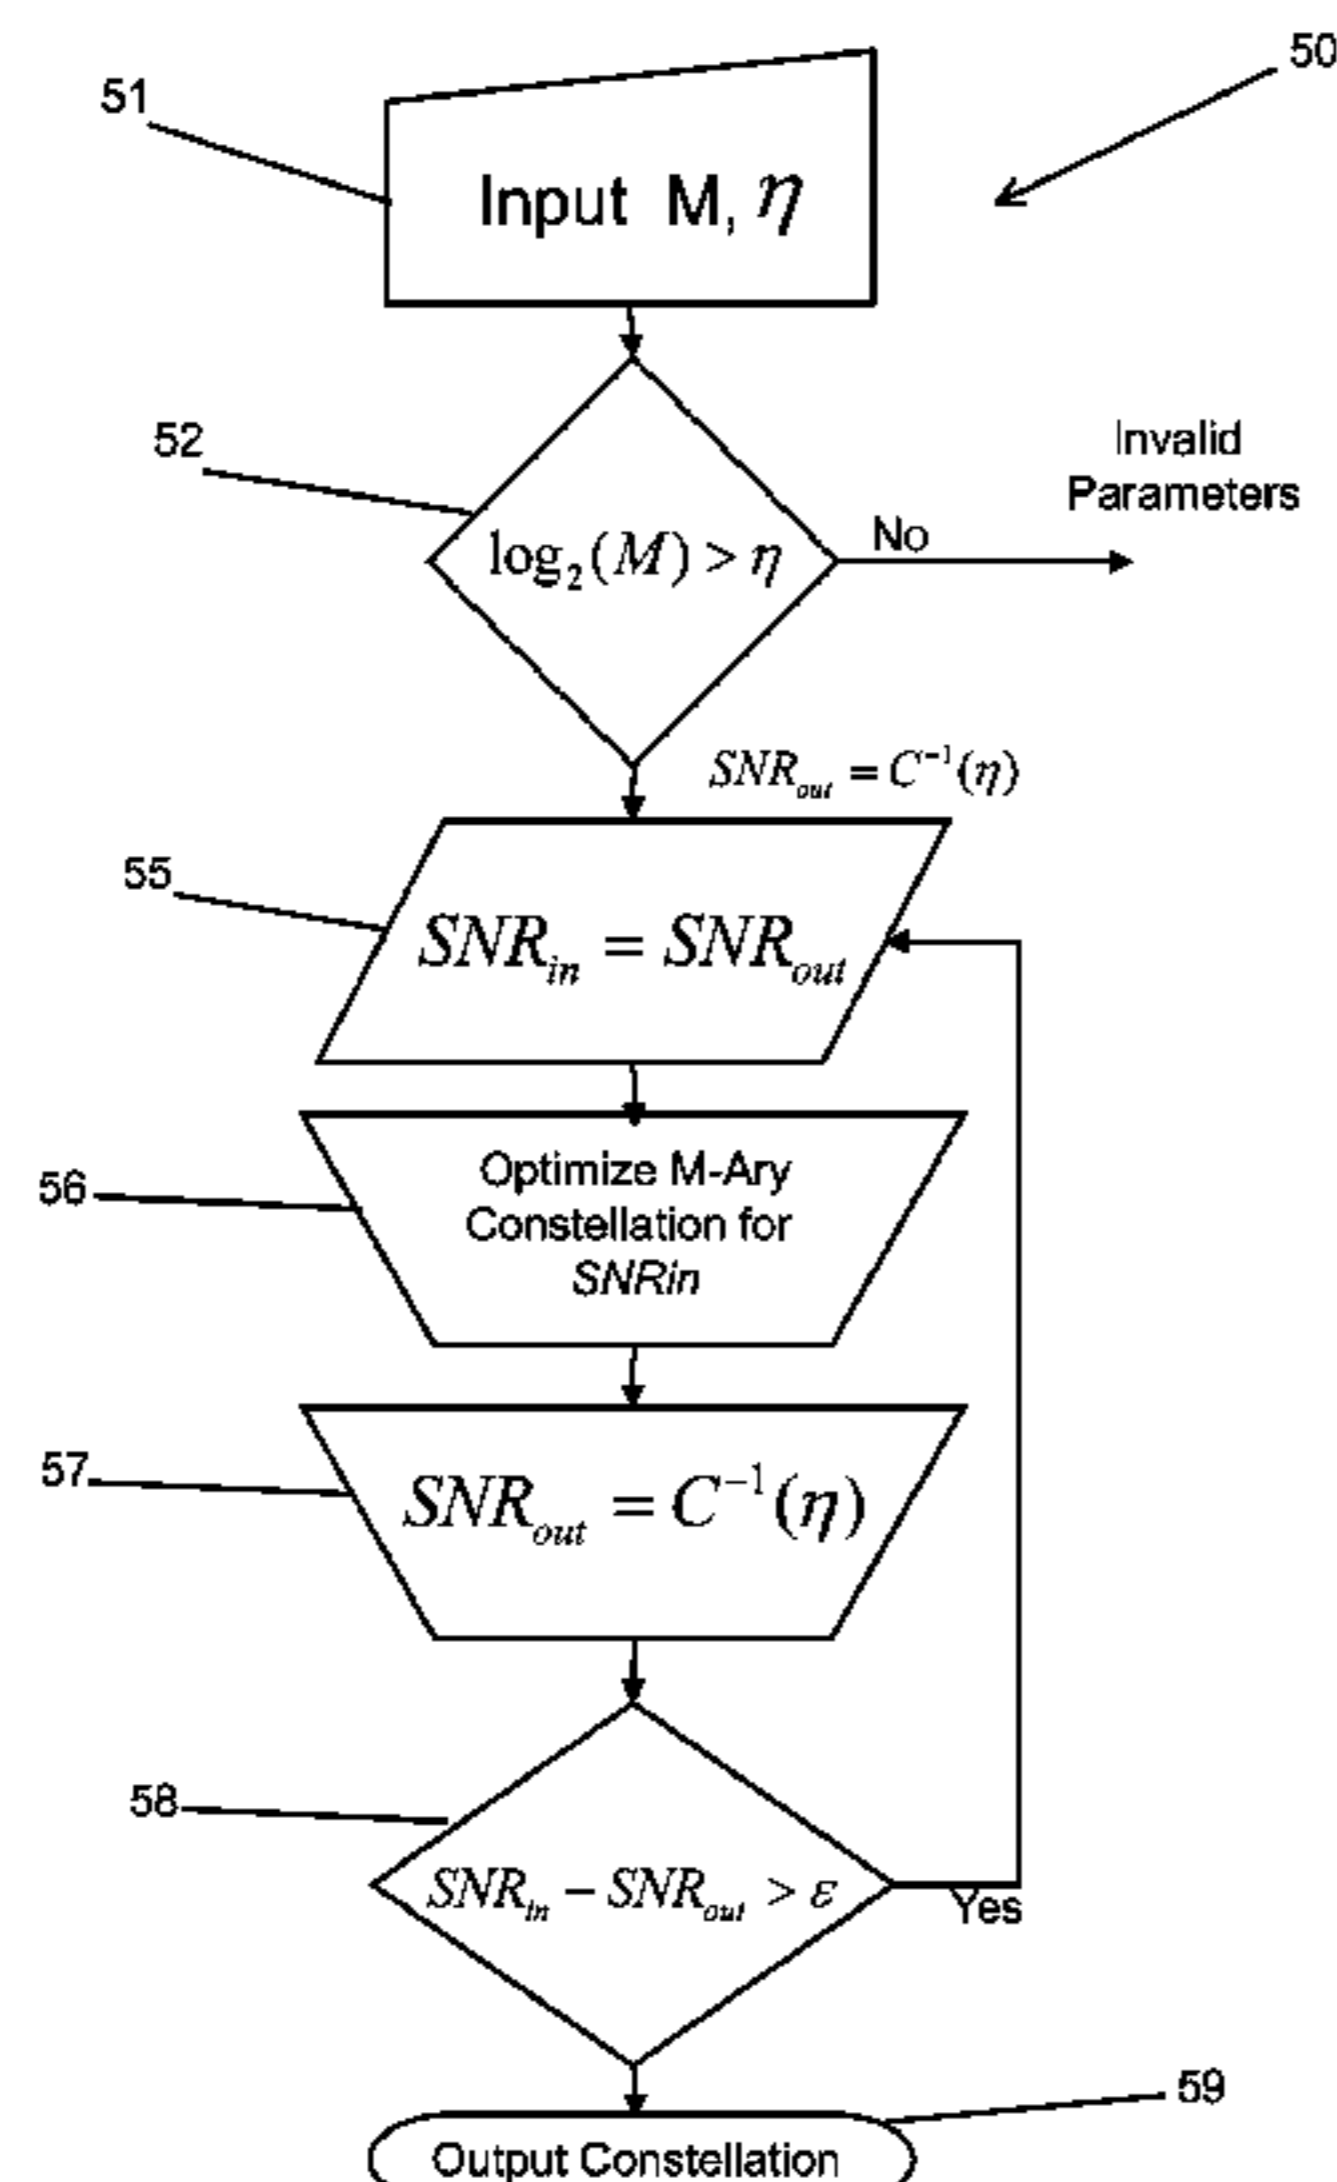 50
51
Input M, η
52
Invalid
Parameters
log₂(M) > η
No
SNR_out = C⁻¹(η)
55
SNR_in = SNR_out
56
Optimize M-Ary
Constellation for
SNRin
57
SNR_out = C⁻¹(η)
58
SNR_in − SNR_out > ε
Yes
59
Output Constellation